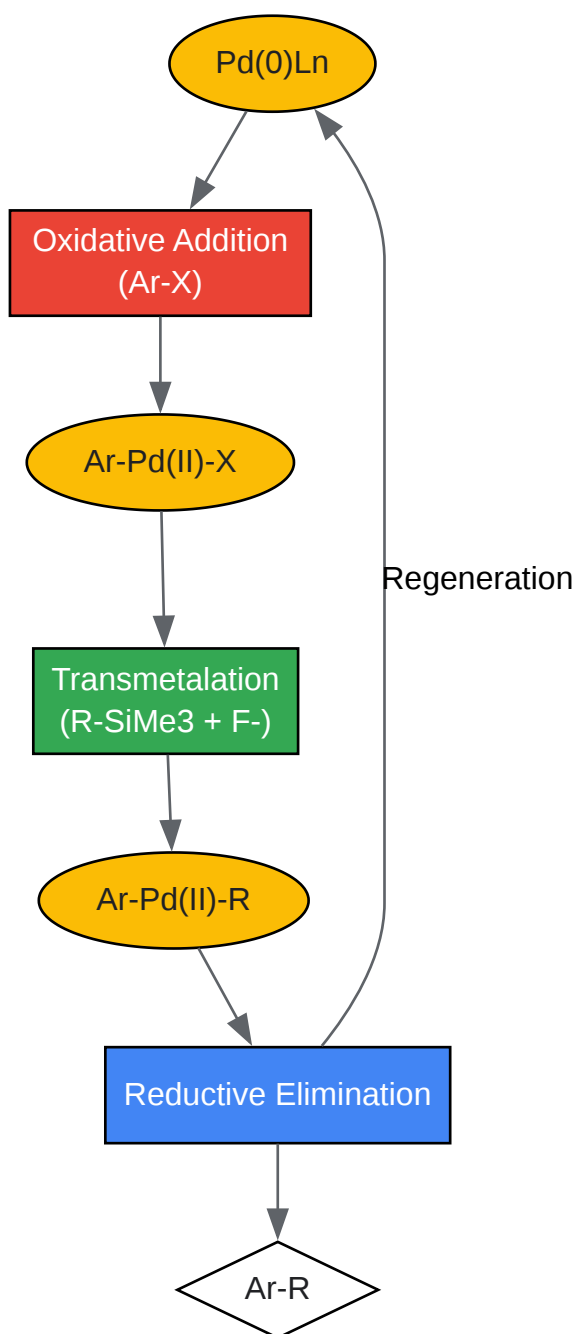 Pd(0)Ln
Oxidative Addition
(Ar-X)
Ar-Pd(II)-X
Regeneration
Transmetalation
(R-SiMe3 + F-)
Ar-Pd(II)-R
Reductive Elimination
Ar-R